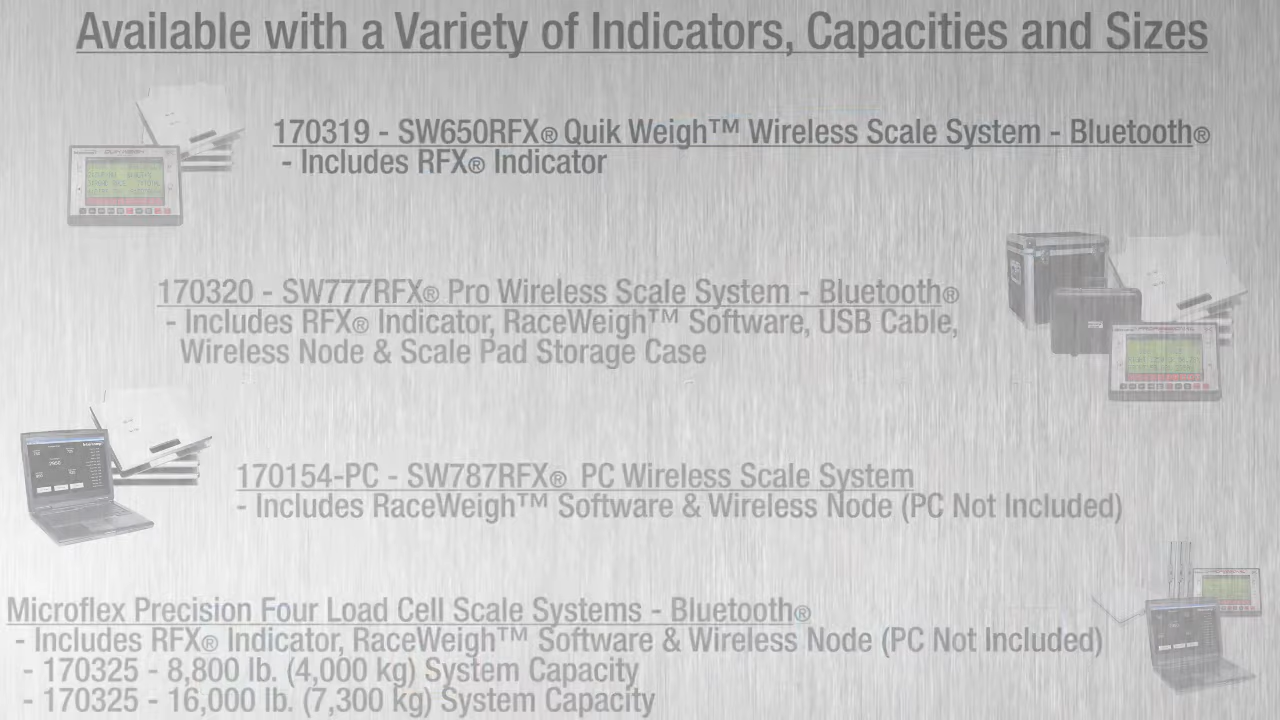 Available with a Variety of Indicators, Capacities and Sizes
170319 - SW650RFX® Quik Weigh™ Wireless Scale System - Bluetooth®
- Includes RFX® Indicator
170320 - SW777RFX® Pro Wireless Scale System - Bluetooth®
- Includes RFX® Indicator, RaceWeigh™ Software, USB Cable,
Wireless Node & Scale Pad Storage Case
170154-PC - SW787RFX® PC Wireless Scale System
- Includes RaceWeigh™ Software & Wireless Node (PC Not Included)
Microflex Precision Four Load Cell Scale Systems - Bluetooth®
- Includes RFX® Indicator, RaceWeigh™ Software & Wireless Node (PC Not Included)
- 170325 - 8,800 lb. (4,000 kg) System Capacity
- 170325 - 16,000 lb. (7,300 kg) System Capacity